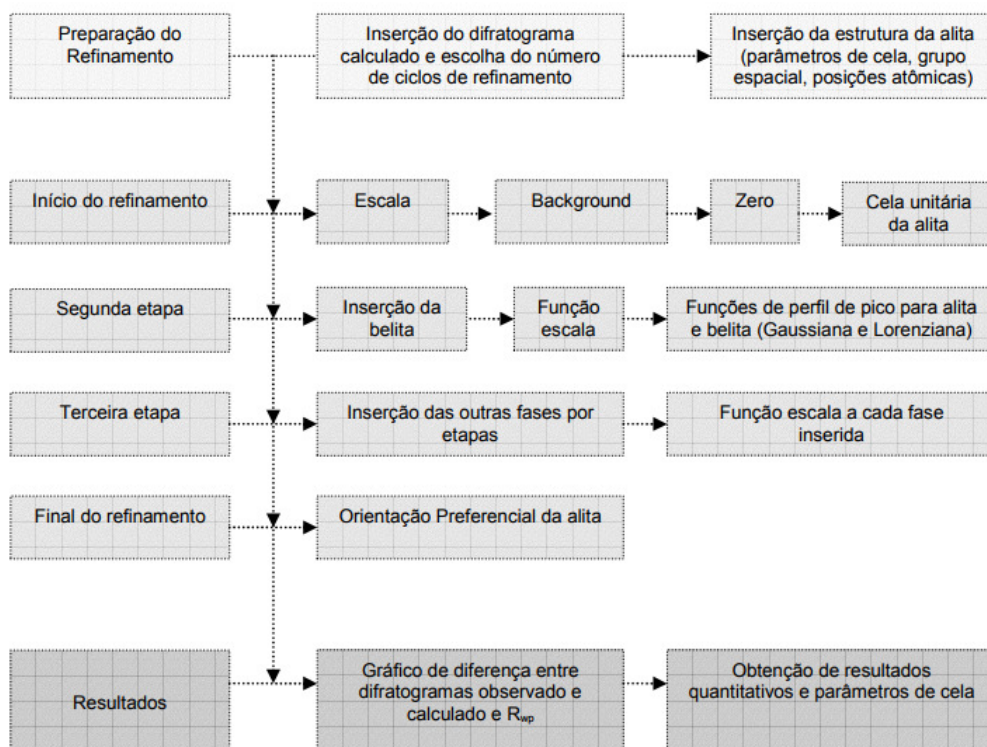 Preparação do
Refinamento
Inserção do difratograma
calculado e escolha do número
de ciclos de refinamento
Inserção da estrutura da alita
(parâmetros de cela, grupo
espacial, posições atômicas)
Início do refinamento
Escala
Background
Zero
Cela unitária
da alita
Segunda etapa
Inserção da
belita
Função
escala
Funções de perfil de pico para alita
e belita (Gaussiana e Lorenziana)
Terceira etapa
Inserção das outras fases por
etapas
Função escala a cada fase
inserida
Final do refinamento
Orientação Preferencial da alita
Resultados
Gráfico de diferença entre
difratogramas observado e
calculado e Rwp
Obtenção de resultados
quantitativos e parâmetros de cela